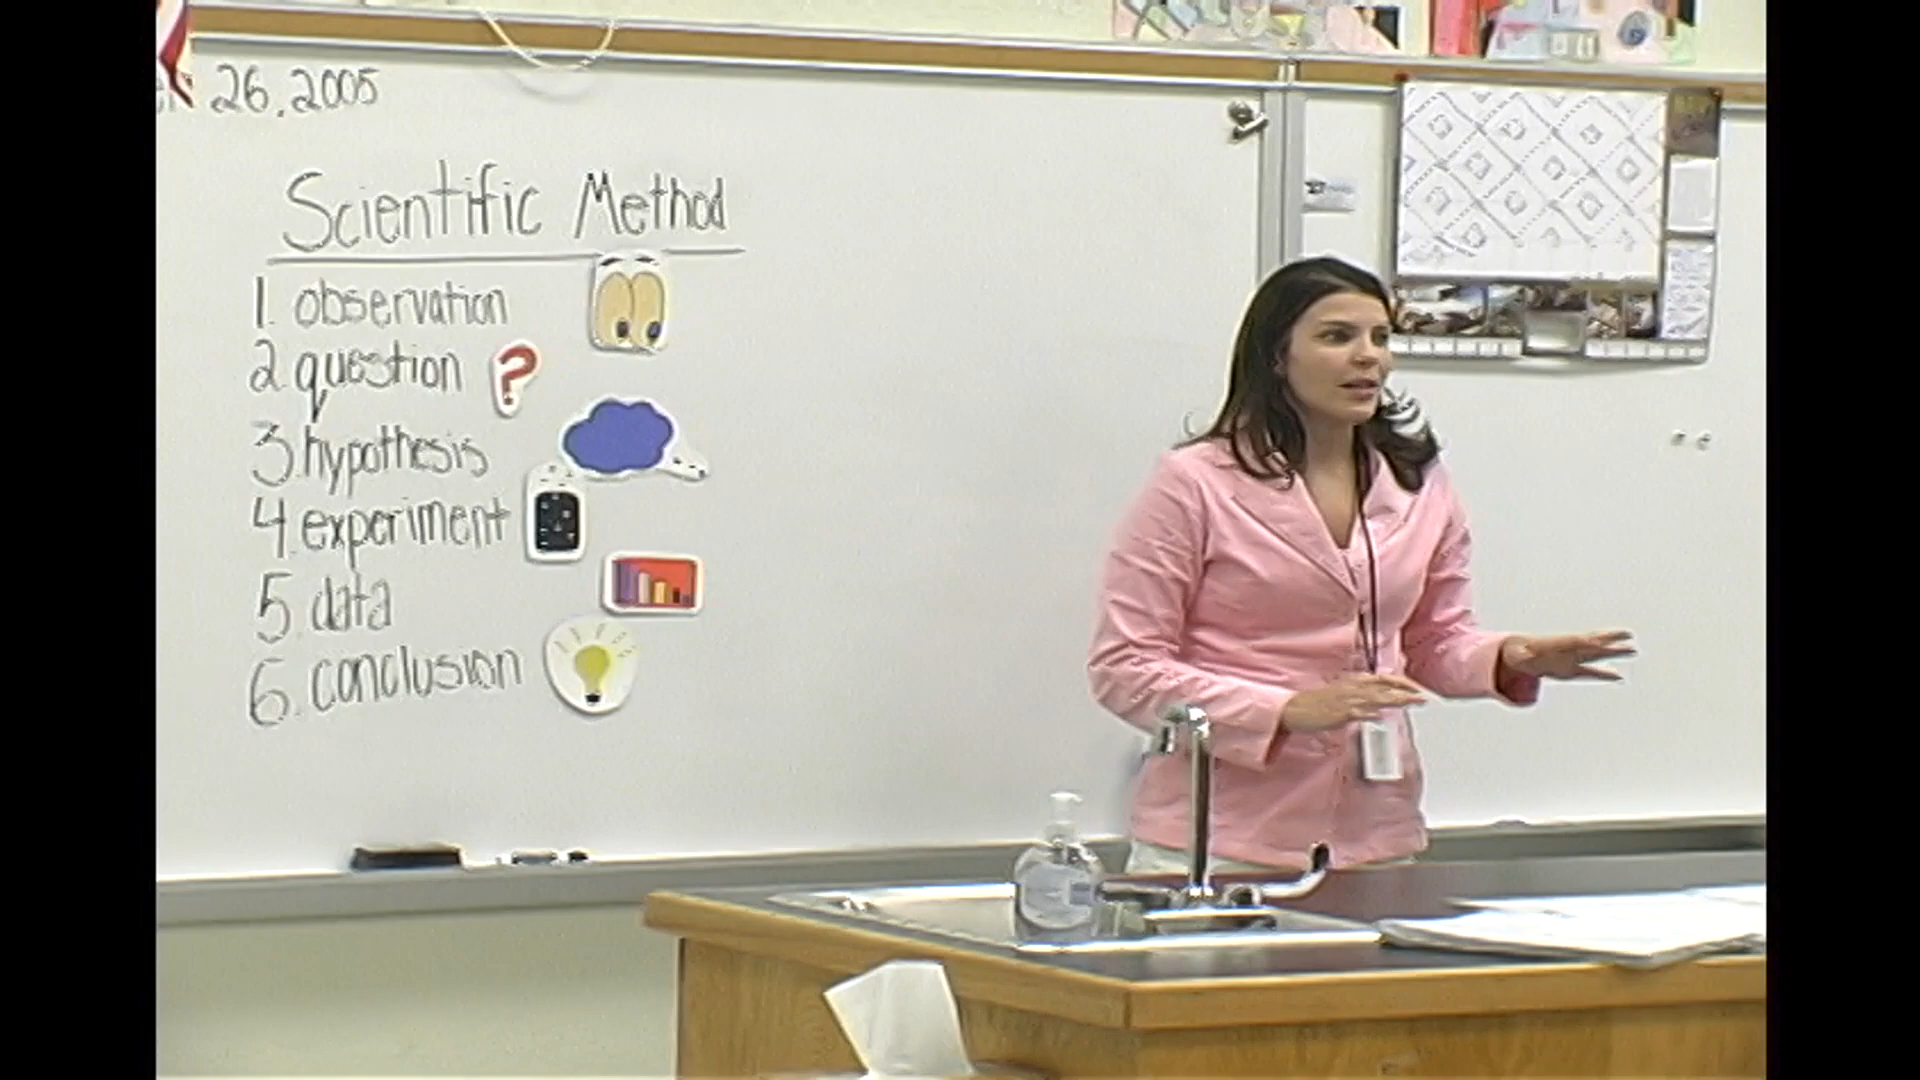 26, 2005
Scientific Method
1. observation
2. question
?
3. hypothesis
4. experiment
5. data
6. conclusion